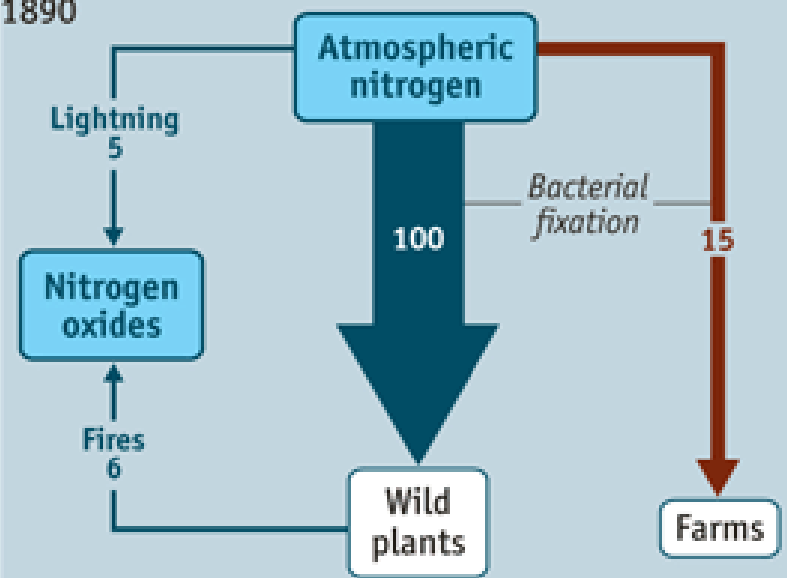 1890
Atmospheric
nitrogen
Lightning
5
Bacterial
fixation
100
15
Nitrogen
oxides
Fires
6
Wild
plants
Farms